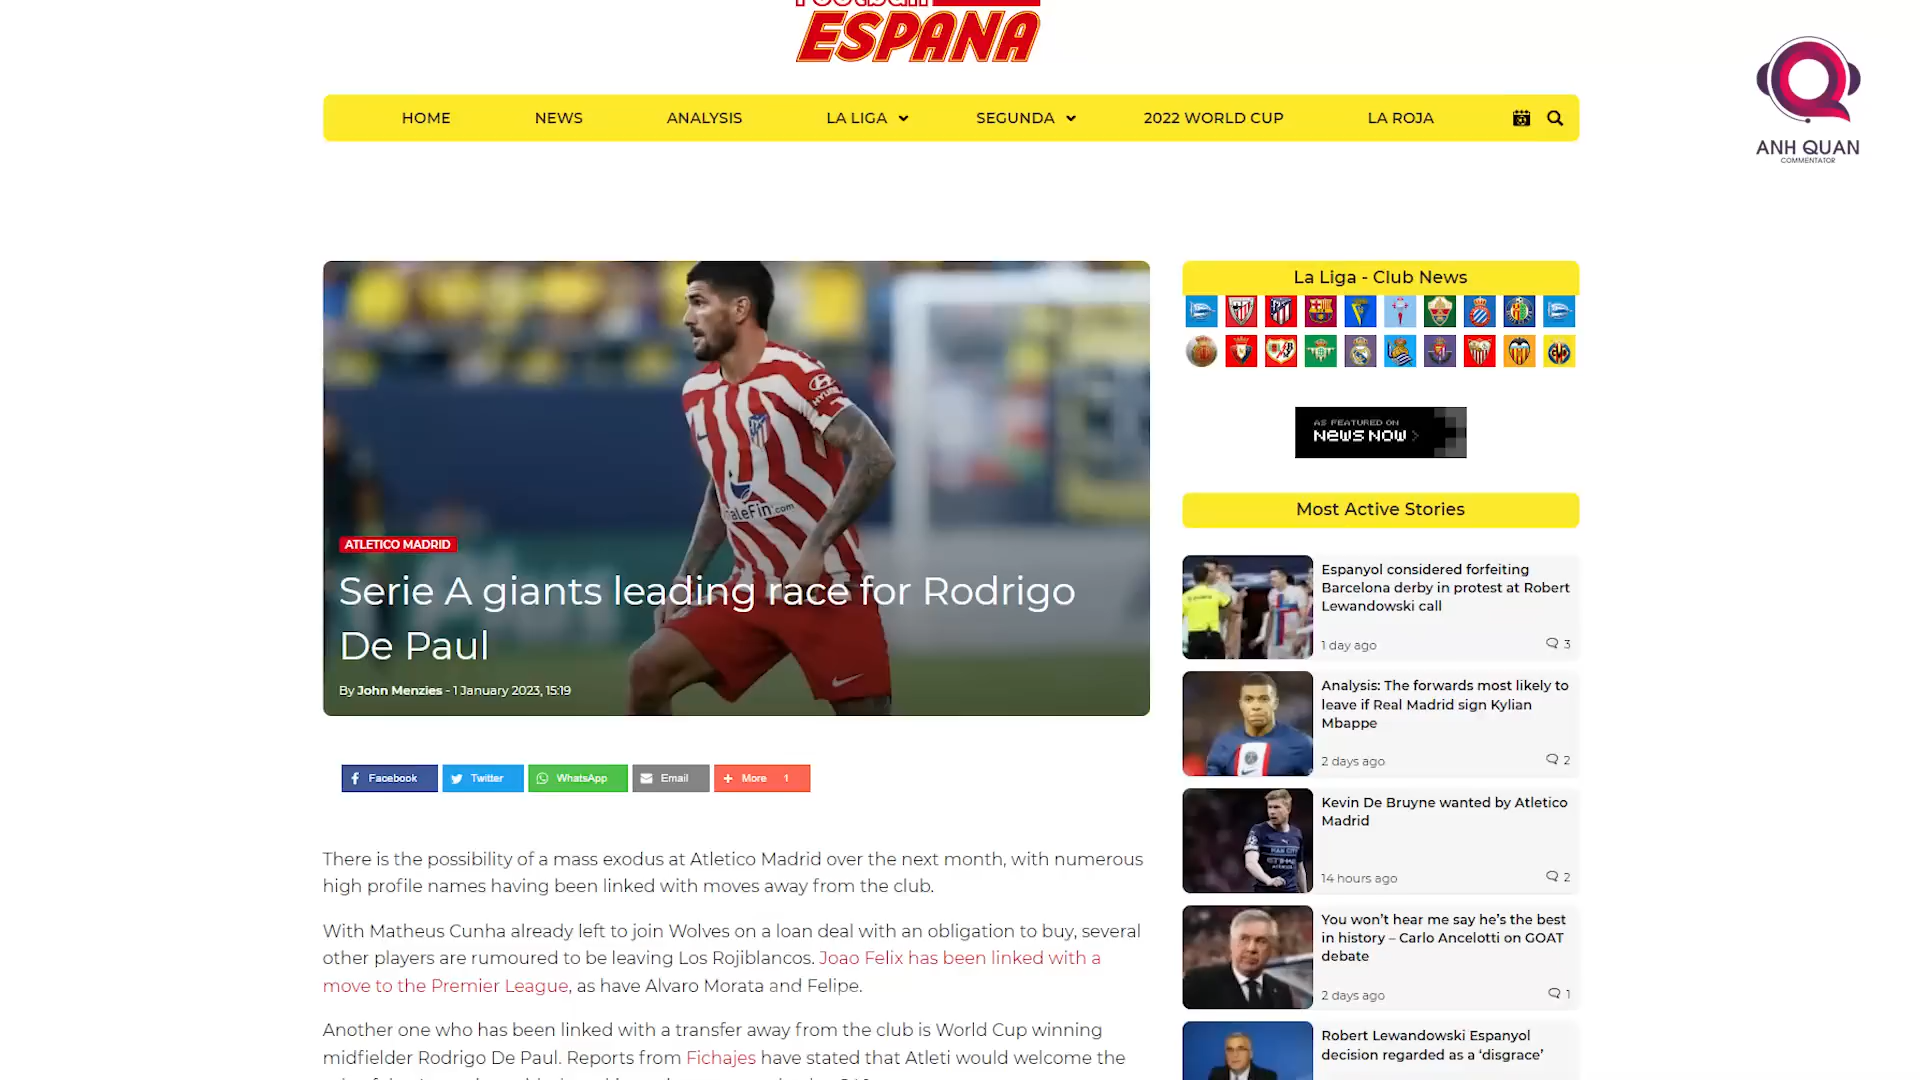 Football
ESPANA
ANH QUAN
COMMENTATOR
HOME NEWS ANALYSIS LA LIGA SEGUNDA 2022 WORLD CUP LA ROJA
ATLETICO MADRID
Serie A giants leading race for Rodrigo
De Paul
By John Menzies - 1 January 2023, 15:19
Facebook Twitter WhatsApp Email More 1
There is the possibility of a mass exodus at Atletico Madrid over the next month, with numerous
high profile names having been linked with moves away from the club.
With Matheus Cunha already left to join Wolves on a loan deal with an obligation to buy, several
other players are rumoured to be leaving Los Rojiblancos. Joao Felix has been linked with a
move to the Premier League, as have Alvaro Morata and Felipe.
Another one who has been linked with a transfer away from the club is World Cup winning
midfielder Rodrigo De Paul. Reports from Fichajes have stated that Atleti would welcome the
La Liga - Club News
AS FEATURED ON
NEWS NOW
Most Active Stories
Espanyol considered forfeiting
Barcelona derby in protest at Robert
Lewandowski call
1 day ago 3
Analysis: The forwards most likely to
leave if Real Madrid sign Kylian
Mbappe
2 days ago 2
Kevin De Bruyne wanted by Atletico
Madrid
14 hours ago 2
You won’t hear me say he’s the best
in history – Carlo Ancelotti on GOAT
debate
2 days ago 1
Robert Lewandowski Espanyol
decision regarded as a ‘disgrace’